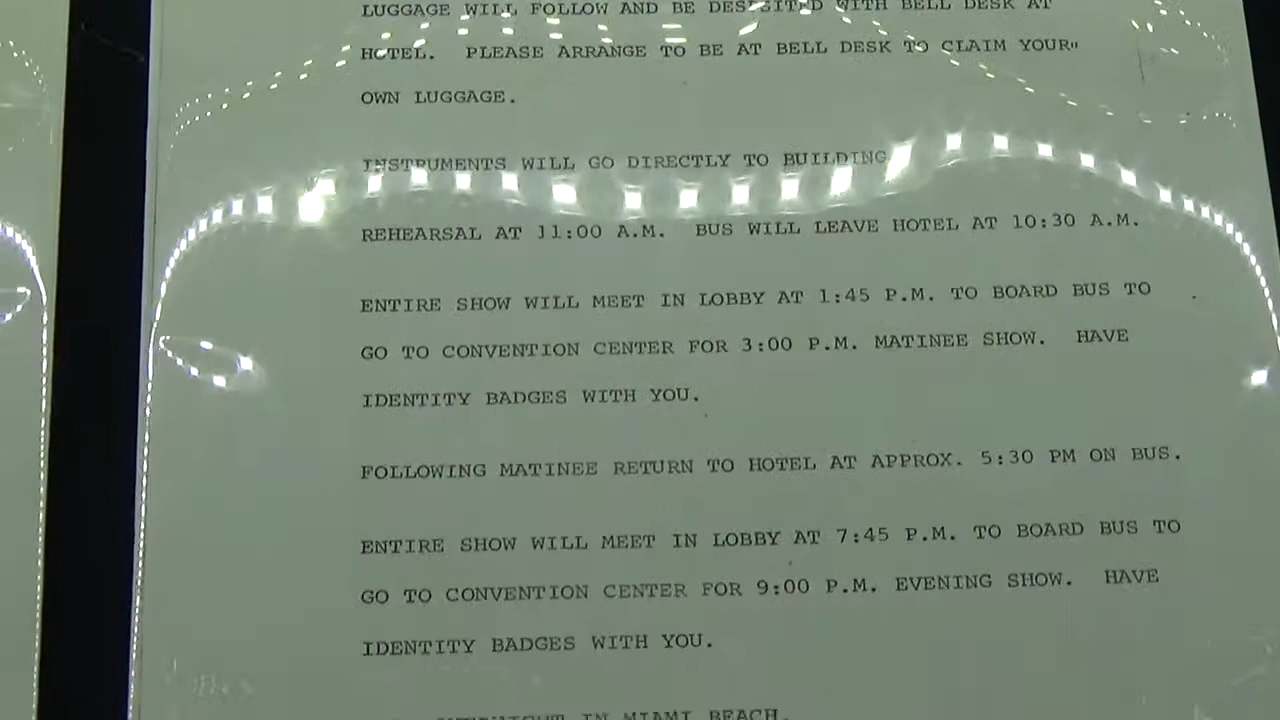 LUGGAGE WILL FOLLOW AND BE DESPSITED WITH BELL DESK AT
HOTEL. PLEASE ARRANGE TO BE AT BELL DESK TO CLAIM YOUR"
OWN LUGGAGE.
INSTRUMENTS WILL GO DIRECTLY TO BUILDING
REHEARSAL AT 11:00 A.M. BUS WILL LEAVE HOTEL AT 10:30 A.M.
ENTIRE SHOW WILL MEET IN LOBBY AT 1:45 P.M. TO BOARD BUS TO
GO TO CONVENTION CENTER FOR 3:00 P.M. MATINEE SHOW. HAVE
IDENTITY BADGES WITH YOU.
FOLLOWING MATINEE RETURN TO HOTEL AT APPROX. 5:30 PM ON BUS.
ENTIRE SHOW WILL MEET IN LOBBY AT 7:45 P.M. TO BOARD BUS TO
GO TO CONVENTION CENTER FOR 9:00 P.M. EVENING SHOW. HAVE
IDENTITY BADGES WITH YOU.
IN MIAMI BEACH.